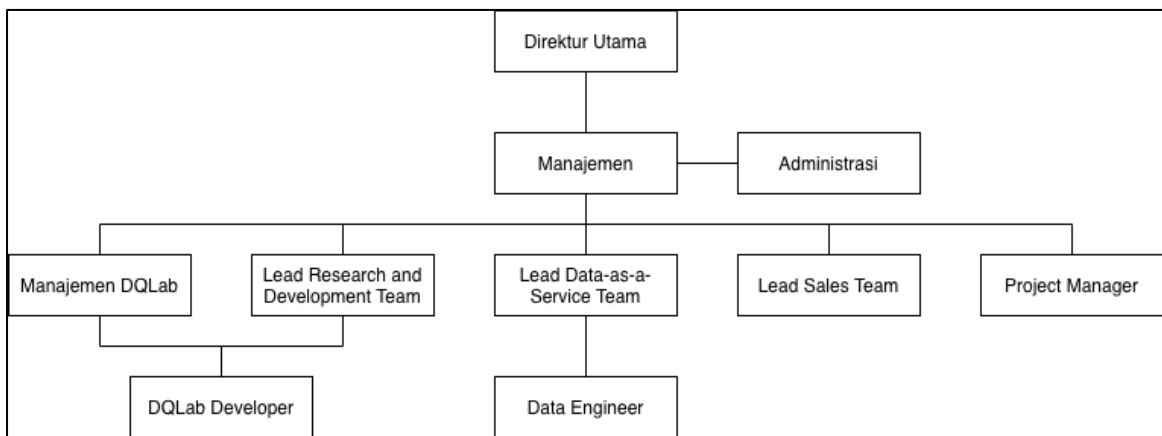 Direktur Utama
Manajemen
Administrasi
Manajemen DQLab
Lead Research and
Development Team
Lead Data-as-a-
Service Team
Lead Sales Team
Project Manager
DQLab Developer
Data Engineer